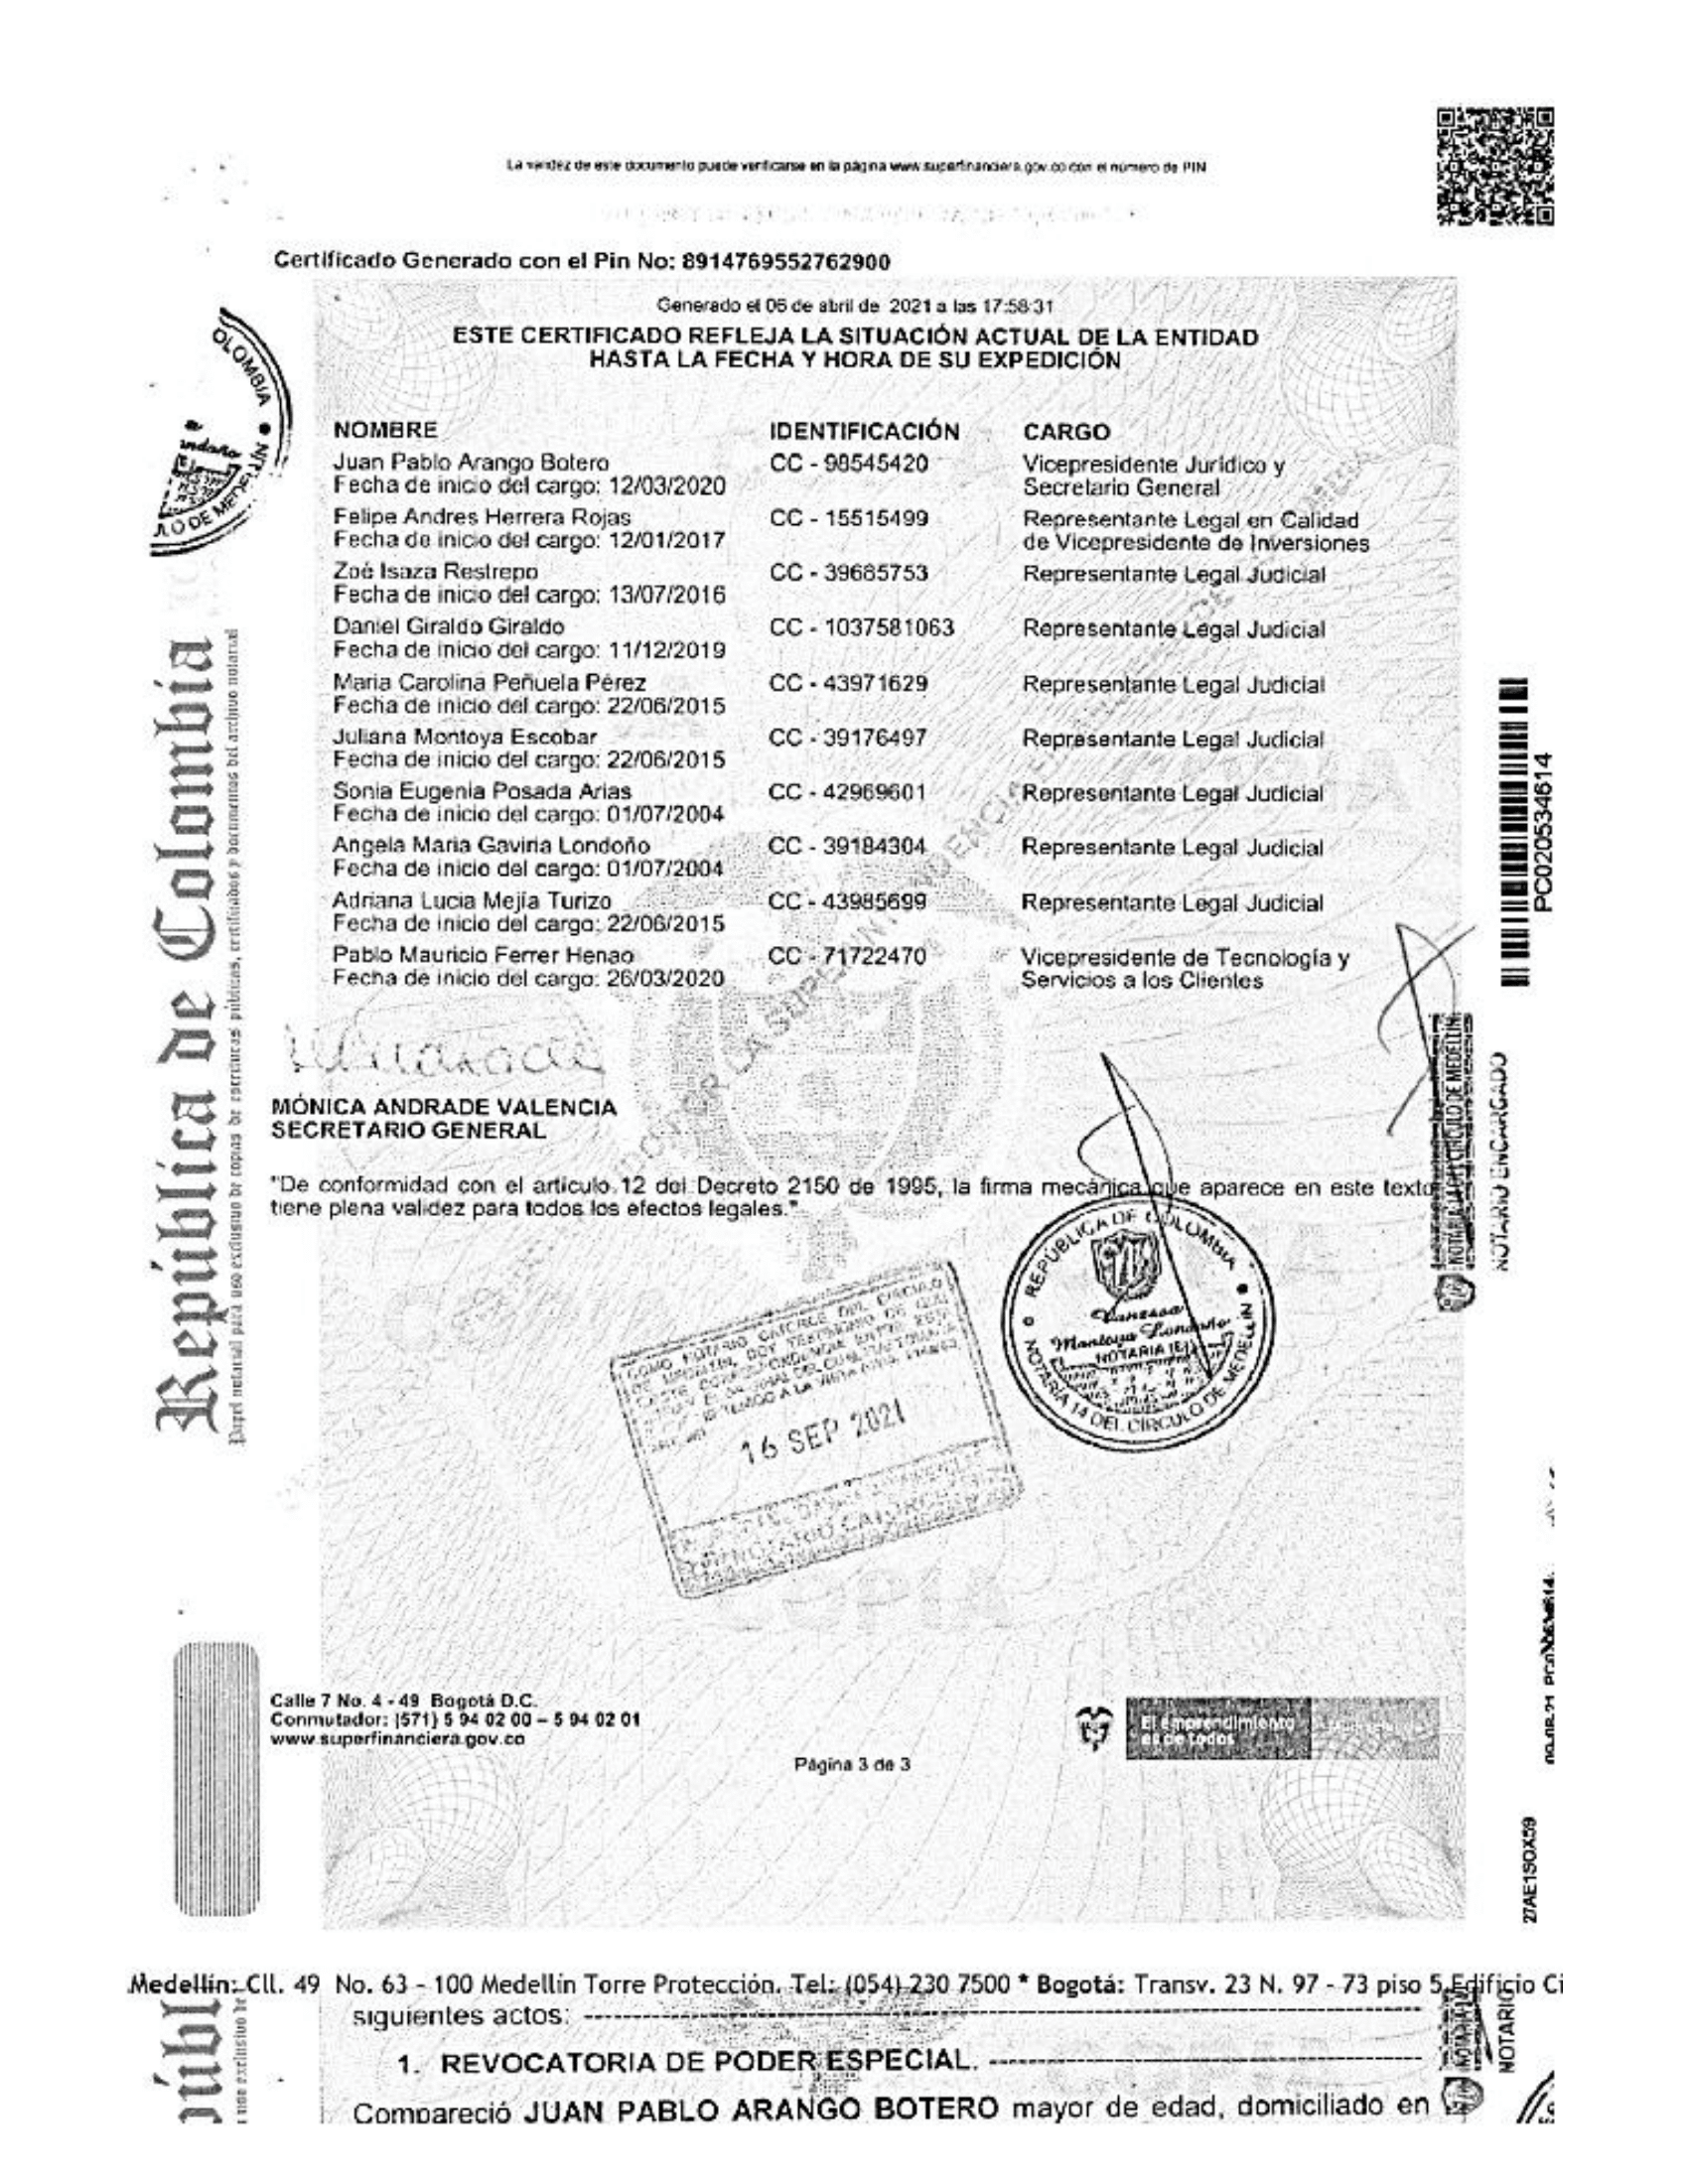 La validez de este documento puede verificarse en la página www.superfinanciera.gov.co con el número de PIN
Certificado Generado con el Pin No: 8914769552762900
Generado el 06 de abril de 2021 a las 17:58:31
ESTE CERTIFICADO REFLEJA LA SITUACIÓN ACTUAL DE LA ENTIDAD
HASTA LA FECHA Y HORA DE SU EXPEDICIÓN
NOMBRE IDENTIFICACIÓN CARGO
Juan Pablo Arango Botero CC - 98545420 Vicepresidente Jurídico y
Fecha de inicio del cargo: 12/03/2020 Secretario General
Felipe Andres Herrera Rojas CC - 15515499 Representante Legal en Calidad
Fecha de inicio del cargo: 12/01/2017 de Vicepresidente de Inversiones
Zoé Isaza Restrepo CC - 39685753 Representante Legal Judicial
Fecha de inicio del cargo: 13/07/2016
Daniel Giraldo Giraldo CC - 1037581063 Representante Legal Judicial
Fecha de inicio del cargo: 11/12/2019
Maria Carolina Peñuela Pérez CC - 43971629 Representante Legal Judicial
Fecha de inicio del cargo: 22/06/2015
Juliana Montoya Escobar CC - 39176497 Representante Legal Judicial
Fecha de inicio del cargo: 22/06/2015
Sonia Eugenia Posada Arias CC - 42969601 Representante Legal Judicial
Fecha de inicio del cargo: 01/07/2004
Angela Maria Gaviria Londoño CC - 39184304 Representante Legal Judicial
Fecha de inicio del cargo: 01/07/2004
Adriana Lucia Mejía Turizo CC - 43985699 Representante Legal Judicial
Fecha de inicio del cargo: 22/06/2015
Pablo Mauricio Ferrer Henao CC - 71722470 Vicepresidente de Tecnología y
Fecha de inicio del cargo: 26/03/2020 Servicios a los Clientes
MÓNICA ANDRADE VALENCIA
SECRETARIO GENERAL
"De conformidad con el artículo 12 del Decreto 2150 de 1995, la firma mecánica que aparece en este texto
tiene plena validez para todos los efectos legales."
REPÚBLICA DE COLOMBIA
Vanessa
Montoya Londoño
NOTARIA
NOTARÍA 14 DEL CÍRCULO DE MEDELLÍN
16 SEP 2021
República de Colombia
Papel notarial para uso exclusivo de copias de escrituras públicas, certificados y documentos del archivo notarial
PC020534614
NOTARIO ENCARGADO
27AE1SOX59
Calle 7 No. 4 - 49 Bogotá D.C.
Conmutador: (571) 5 94 02 00 – 5 94 02 01
www.superfinanciera.gov.co
El emprendimiento
es de todos
Página 3 de 3
Medellín: Cll. 49 No. 63 - 100 Medellín Torre Protección. Tel: (054) 230 7500 * Bogotá: Transv. 23 N. 97 - 73 piso 5 Edificio Ci
siguientes actos:
1. REVOCATORIA DE PODER ESPECIAL.
Compareció JUAN PABLO ARANGO BOTERO mayor de edad, domiciliado en
NOTARIO